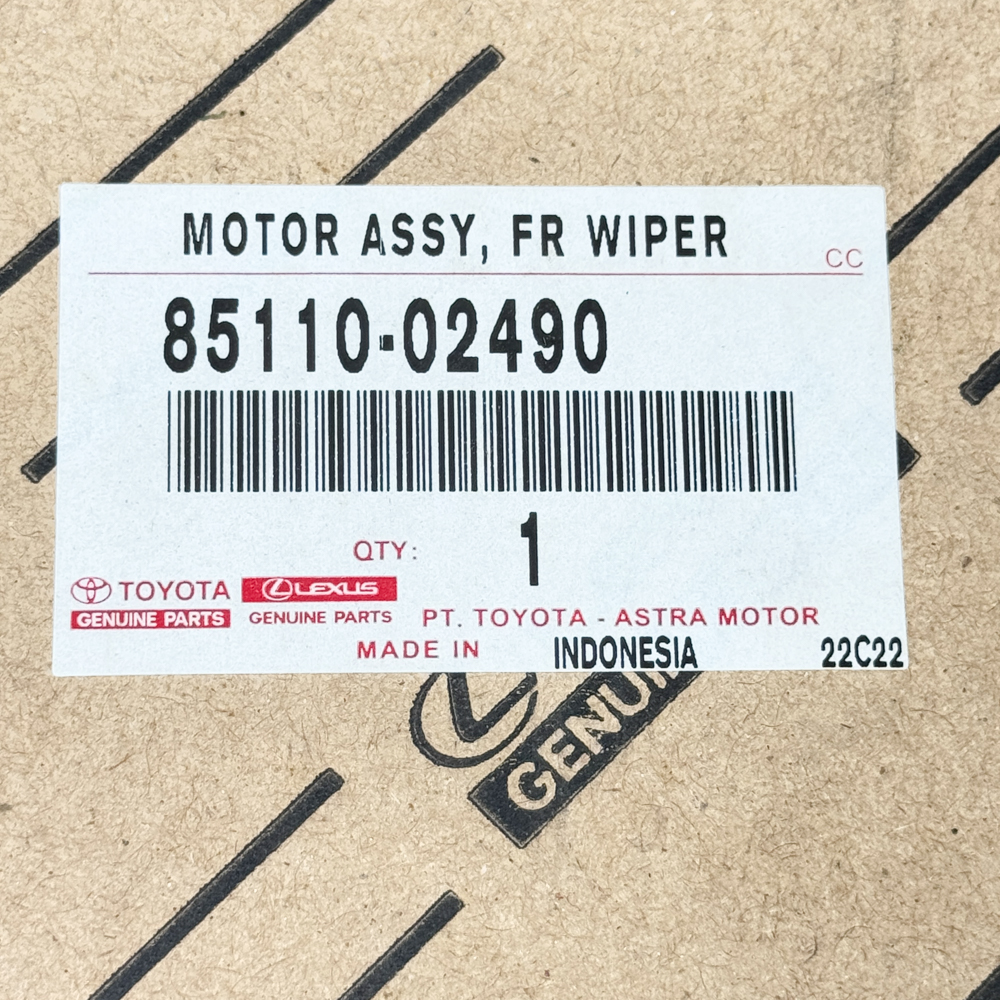 MOTOR ASSY, FR WIPER
CC
85110-02490
QTY: 1
TOYOTA LEXUS
GENUINE PARTS GENUINE PARTS PT. TOYOTA - ASTRA MOTOR
MADE IN INDONESIA 22C22